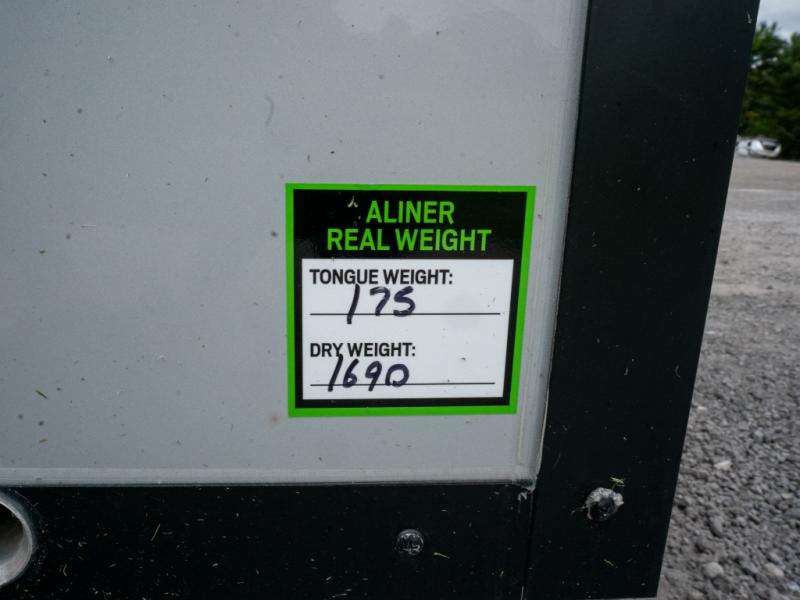 ALINER
REAL WEIGHT
TONGUE WEIGHT:
175
DRY WEIGHT:
1690